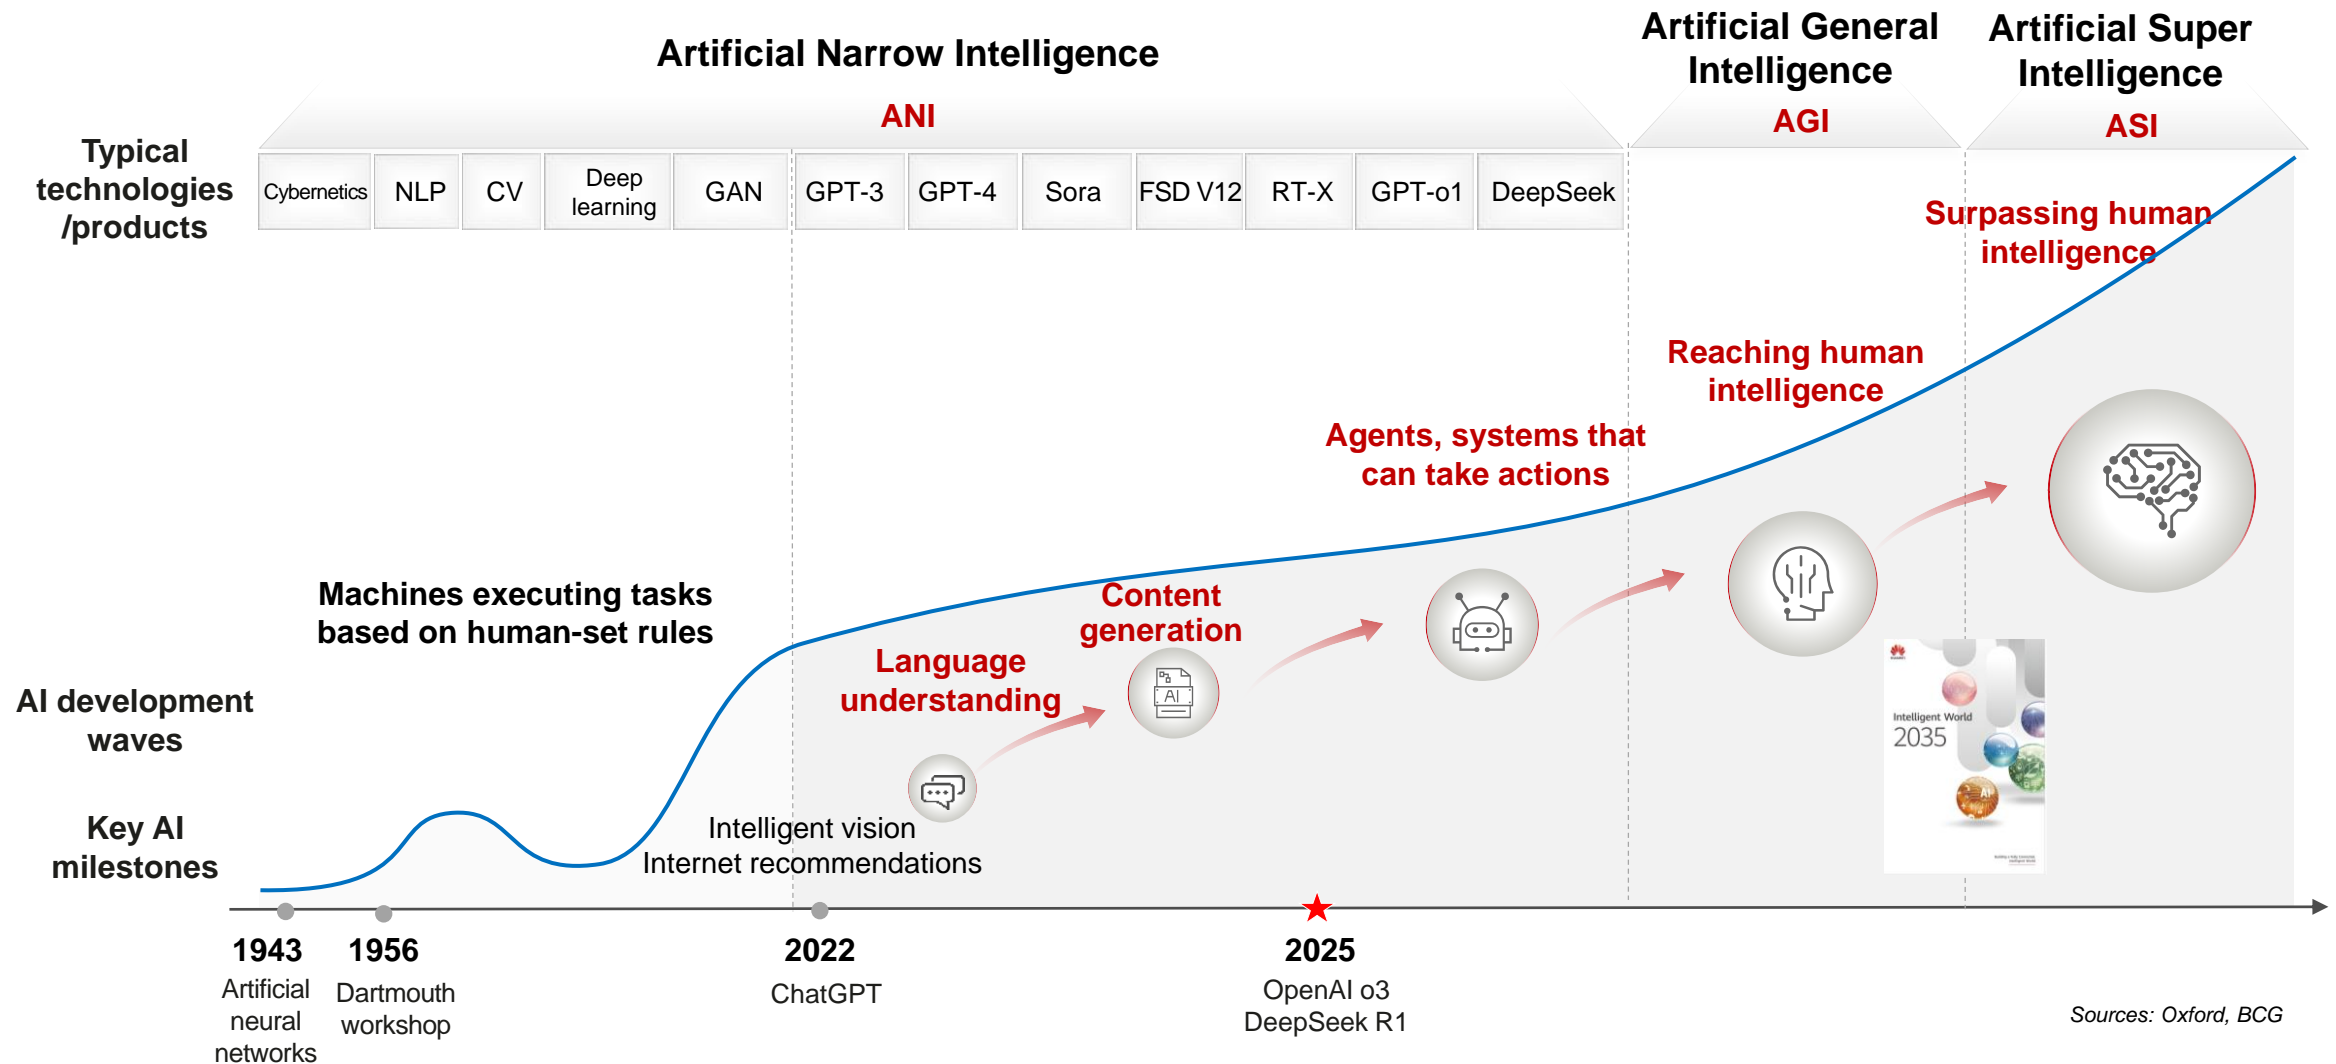 Artificial Narrow Intelligence
Artificial General
Intelligence
Artificial Super
Intelligence
ANI
AGI
ASI
Typical
technologies
/products
Cybernetics
NLP
CV
Deep
learning
GAN
GPT-3
GPT-4
Sora
FSD V12
RT-X
GPT-o1
DeepSeek
Surpassing human
intelligence
Reaching human
intelligence
Agents, systems that
can take actions
Machines executing tasks
based on human-set rules
Content
generation
Language
understanding
AI
AI development
waves
Intelligent World
2035
AI
Key AI
milestones
Intelligent vision
Internet recommendations
1943
Artificial
neural
networks
1956
Dartmouth
workshop
2022
ChatGPT
2025
OpenAI o3
DeepSeek R1
Sources: Oxford, BCG